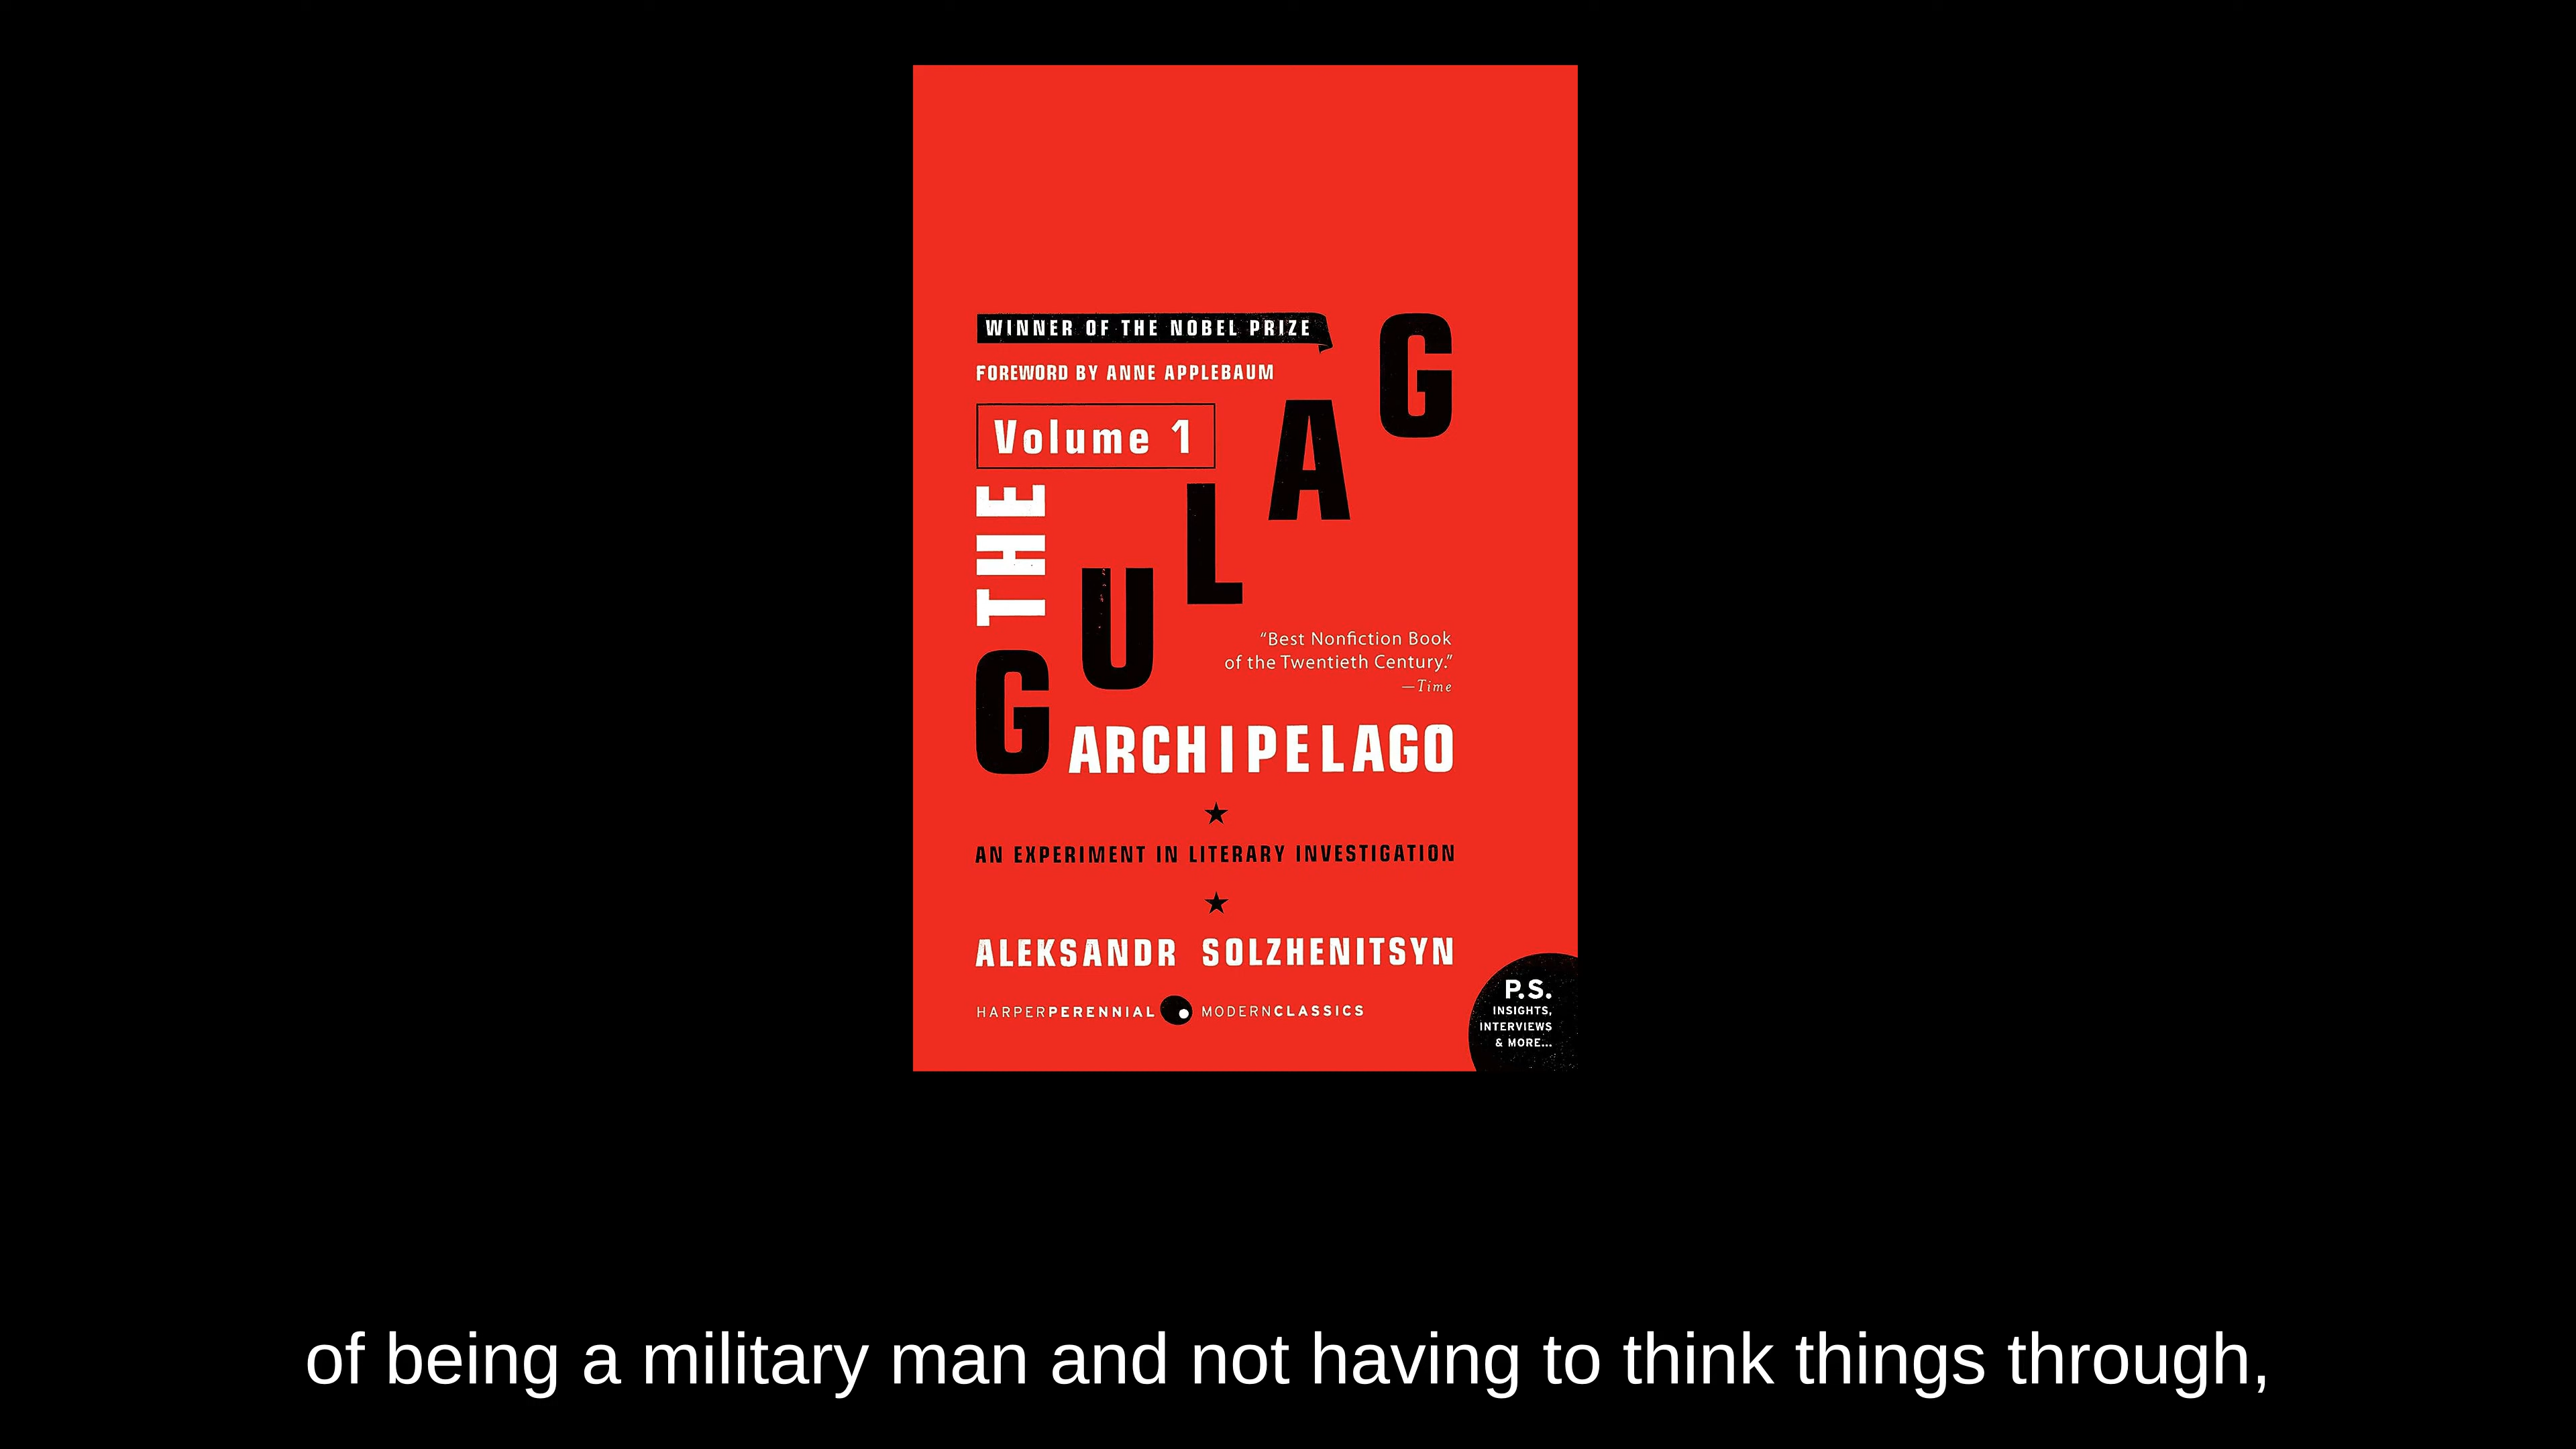 WINNER OF THE NOBEL PRIZE
FOREWORD BY ANNE APPLEBAUM
Volume 1
THE
GULAG
ARCHIPELAGO
“Best Nonfiction Book
of the Twentieth Century.”
—Time
AN EXPERIMENT IN LITERARY INVESTIGATION
ALEKSANDR SOLZHENITSYN
HARPERPERENNIAL MODERNCLASSICS
P.S.
INSIGHTS,
INTERVIEWS
& MORE...
of being a military man and not having to think things through,